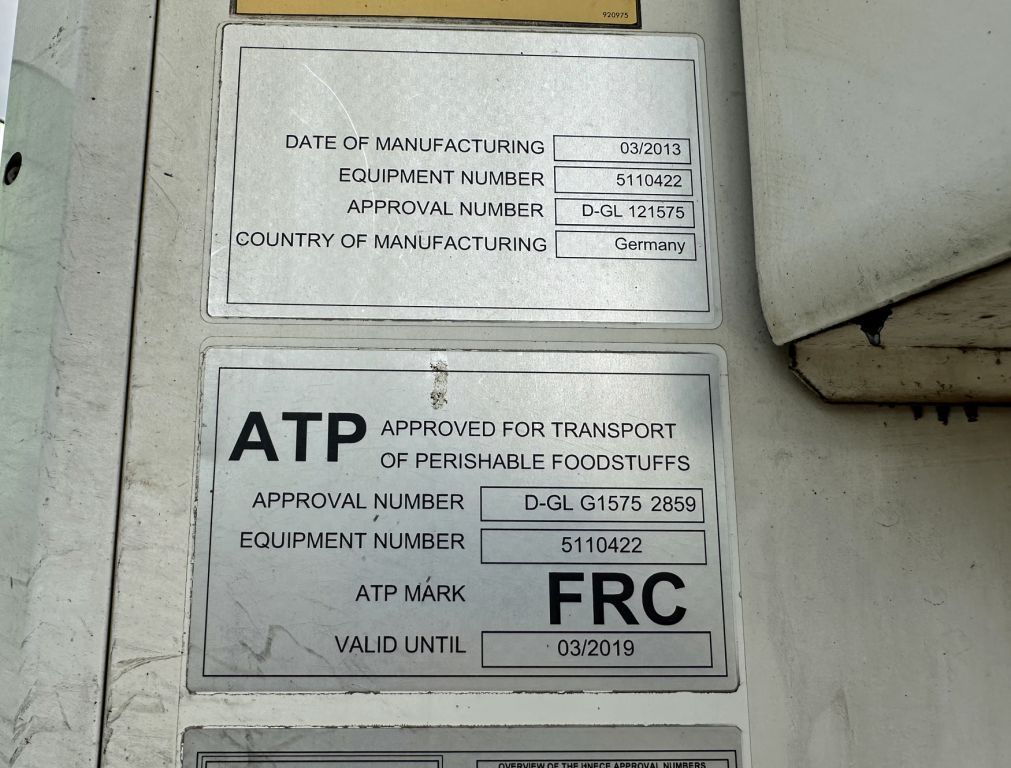 920975
DATE OF MANUFACTURING 03/2013
EQUIPMENT NUMBER 5110422
APPROVAL NUMBER D-GL 121575
COUNTRY OF MANUFACTURING Germany
ATP APPROVED FOR TRANSPORT
OF PERISHABLE FOODSTUFFS
APPROVAL NUMBER D-GL G1575 2859
EQUIPMENT NUMBER 5110422
ATP MARK FRC
VALID UNTIL 03/2019
OVERVIEW OF THE UNECE APPROVAL NUMBERS